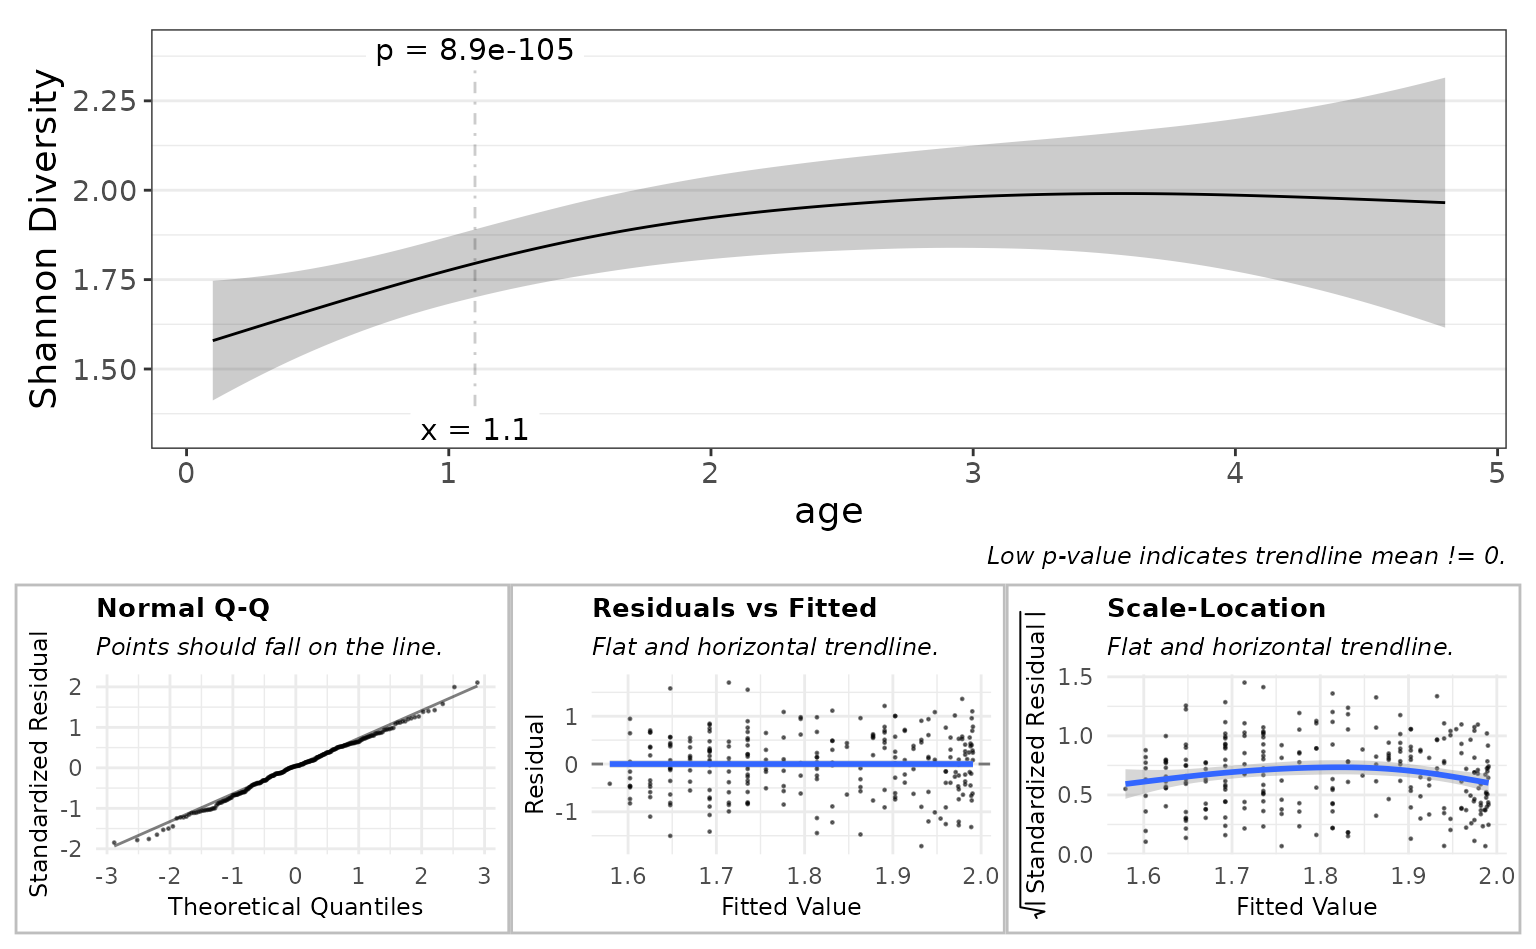 p = 8.9e-105
Shannon Diversity
2.25
2.00
1.75
1.50
x = 1.1
0 1 2 3 4 5
age
Low p-value indicates trendline mean != 0.
Normal Q-Q
Points should fall on the line.
Standardized Residual
2
1
0
-1
-2
-3 -2 -1 0 1 2 3
Theoretical Quantiles
Residuals vs Fitted
Flat and horizontal trendline.
Residual
1
0
-1
1.6 1.7 1.8 1.9 2.0
Fitted Value
Scale-Location
Flat and horizontal trendline.
√| Standardized Residual |
1.5
1.0
0.5
0.0
1.6 1.7 1.8 1.9 2.0
Fitted Value